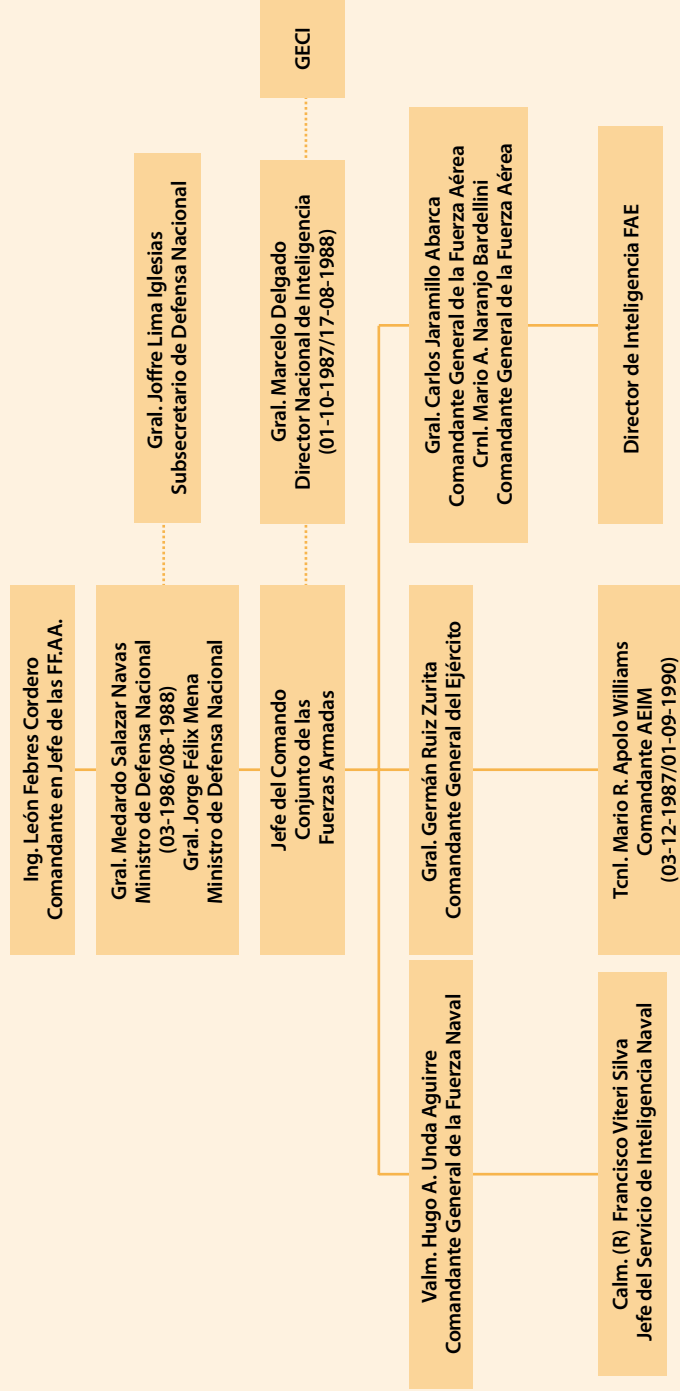 Ing. León Febres Cordero
Comandante en Jefe de las FF.AA.
Gral. Medardo Salazar Navas
Ministro de Defensa Nacional
(03-1986/08-1988)
Gral. Jorge Félix Mena
Ministro de Defensa Nacional
Gral. Joffre Lima Iglesias
Subsecretario de Defensa Nacional
Jefe del Comando
Conjunto de las
Fuerzas Armadas
Gral. Marcelo Delgado
Director Nacional de Inteligencia
(01-10-1987/17-08-1988)
GECI
Valm. Hugo A. Unda Aguirre
Comandante General de la Fuerza Naval
Gral. Germán Ruiz Zurita
Comandante General del Ejército
Gral. Carlos Jaramillo Abarca
Comandante General de la Fuerza Aérea
Crnl. Mario A. Naranjo Bardellini
Comandante General de la Fuerza Aérea
Calm. (R) Francisco Viteri Silva
Jefe del Servicio de Inteligencia Naval
Tcnl. Mario R. Apolo Williams
Comandante AEIM
(03-12-1987/01-09-1990)
Director de Inteligencia FAE